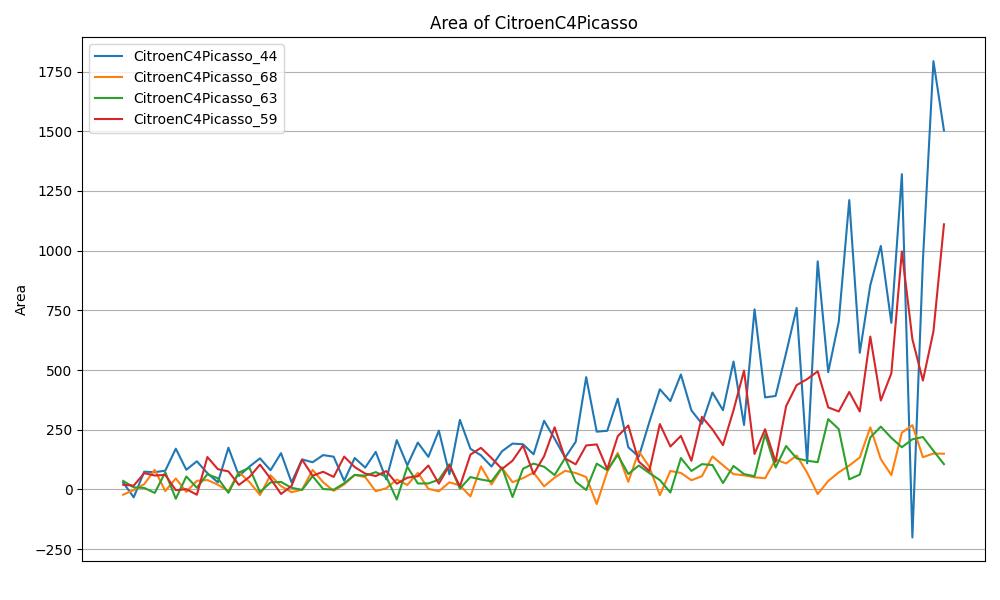 Area of CitroenC4Picasso
CitroenC4Picasso_44
CitroenC4Picasso_68
CitroenC4Picasso_63
CitroenC4Picasso_59
1750
1500
1250
1000
750
500
250
0
−250
Area